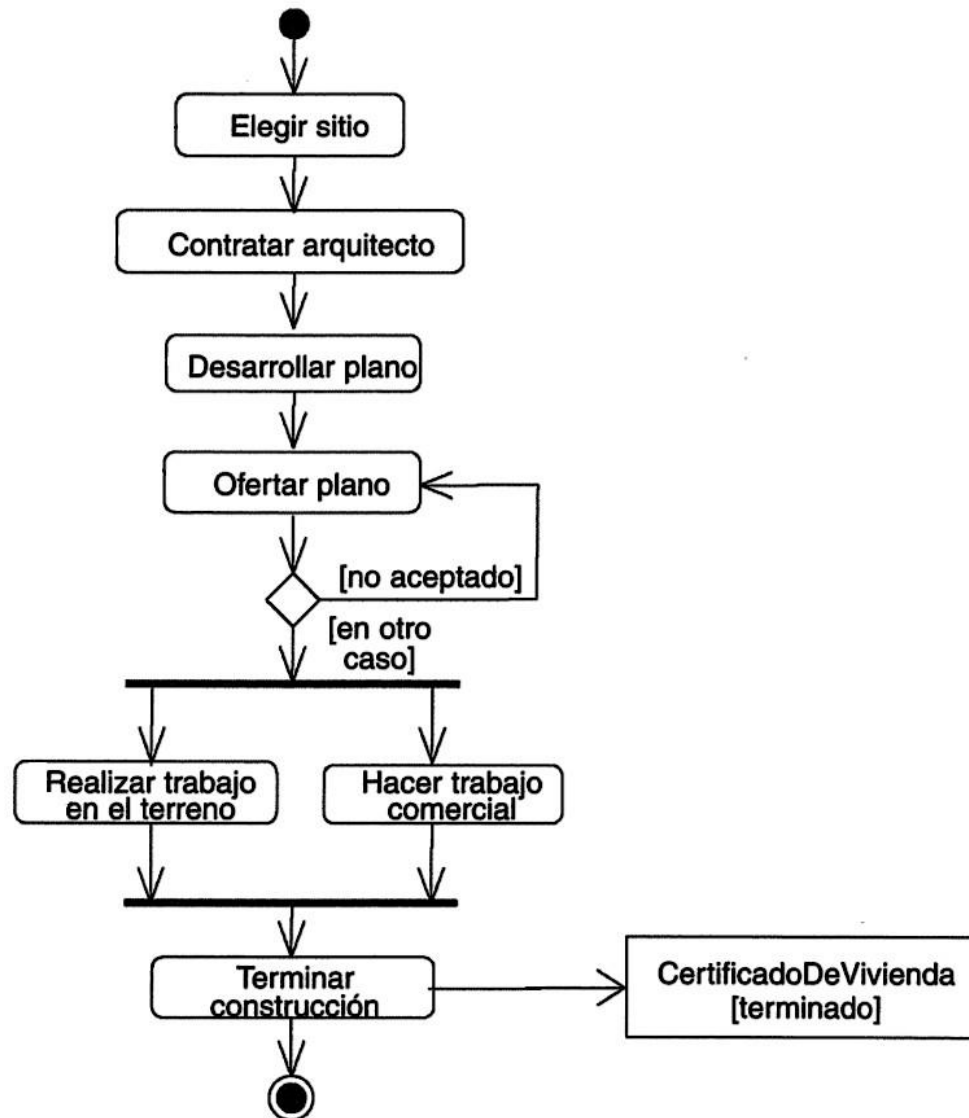 Elegir sitio
Contratar arquitecto
Desarrollar plano
Ofertar plano
[no aceptado]
[en otro
caso]
Realizar trabajo
en el terreno
Hacer trabajo
comercial
Terminar
construcción
CertificadoDeVivienda
[terminado]